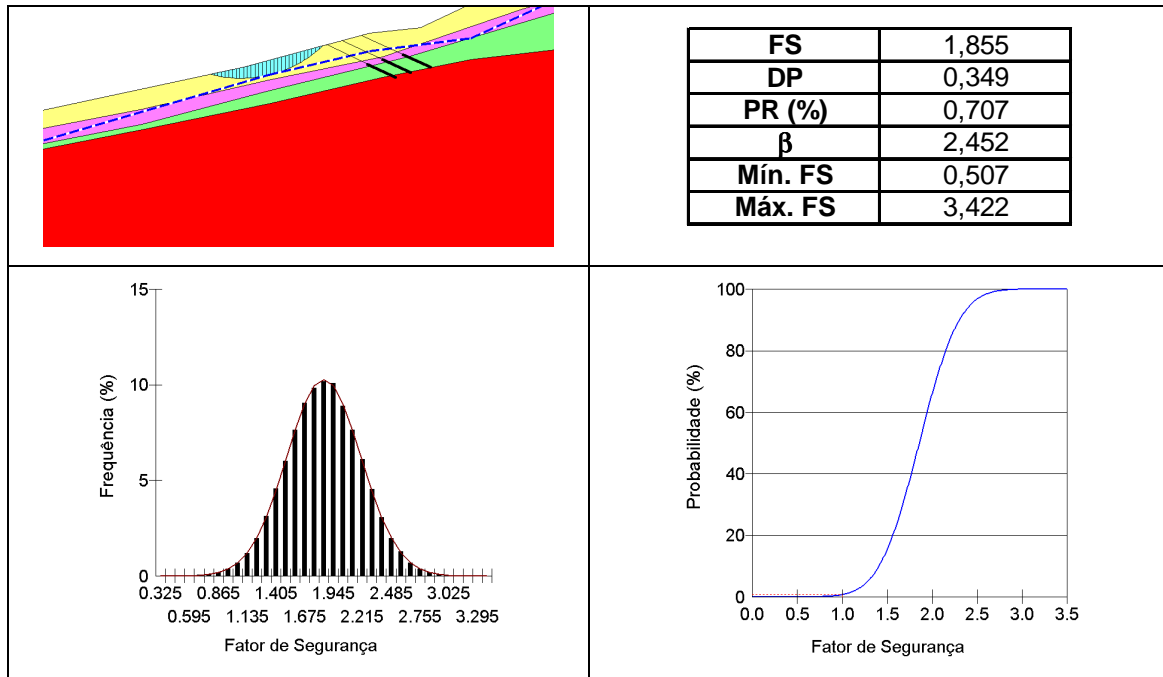 FS 1,855
DP 0,349
PR (%) 0,707
β 2,452
Mín. FS 0,507
Máx. FS 3,422
15
10
5
0
Frequência (%)
0.325 0.865 1.405 1.945 2.485 3.025
0.595 1.135 1.675 2.215 2.755 3.295
Fator de Segurança
100
80
60
40
20
0
Probabilidade (%)
0.0 0.5 1.0 1.5 2.0 2.5 3.0 3.5
Fator de Segurança